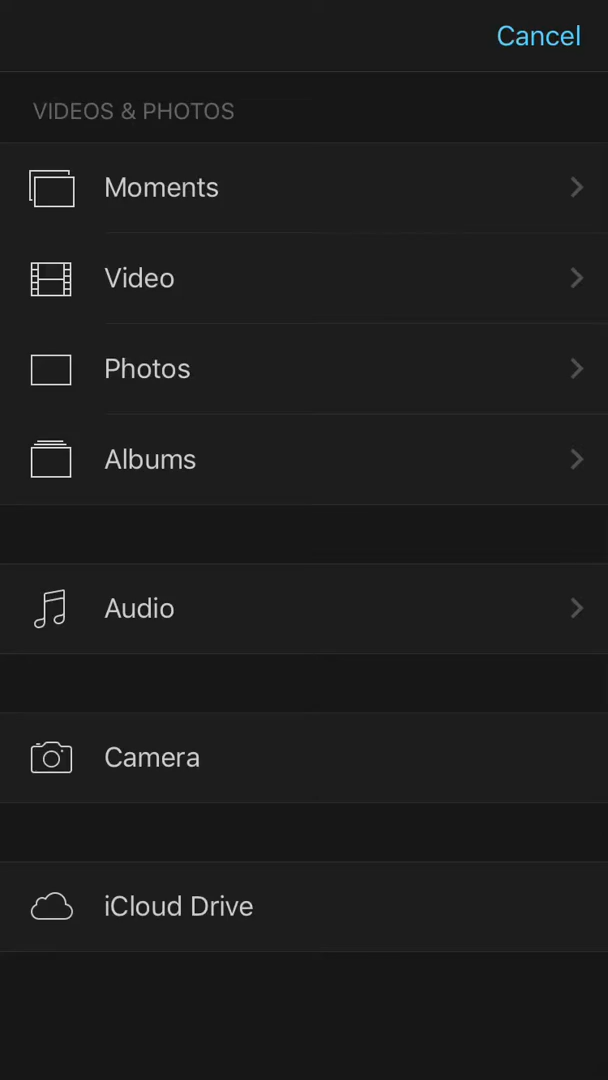 Cancel
VIDEOS & PHOTOS
Moments
Video
Photos
Albums
Audio
Camera
iCloud Drive